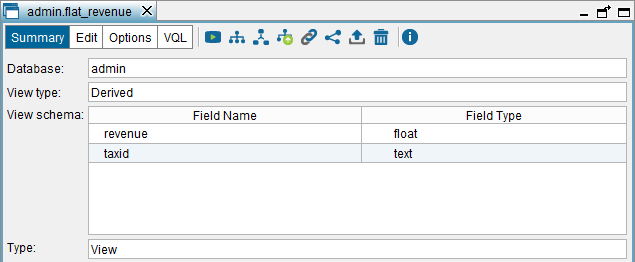 admin.flat_revenue
Summary Edit Options VQL
Database: admin
View type: Derived
View schema: Field Name Field Type
revenue float
taxid text
Type: View